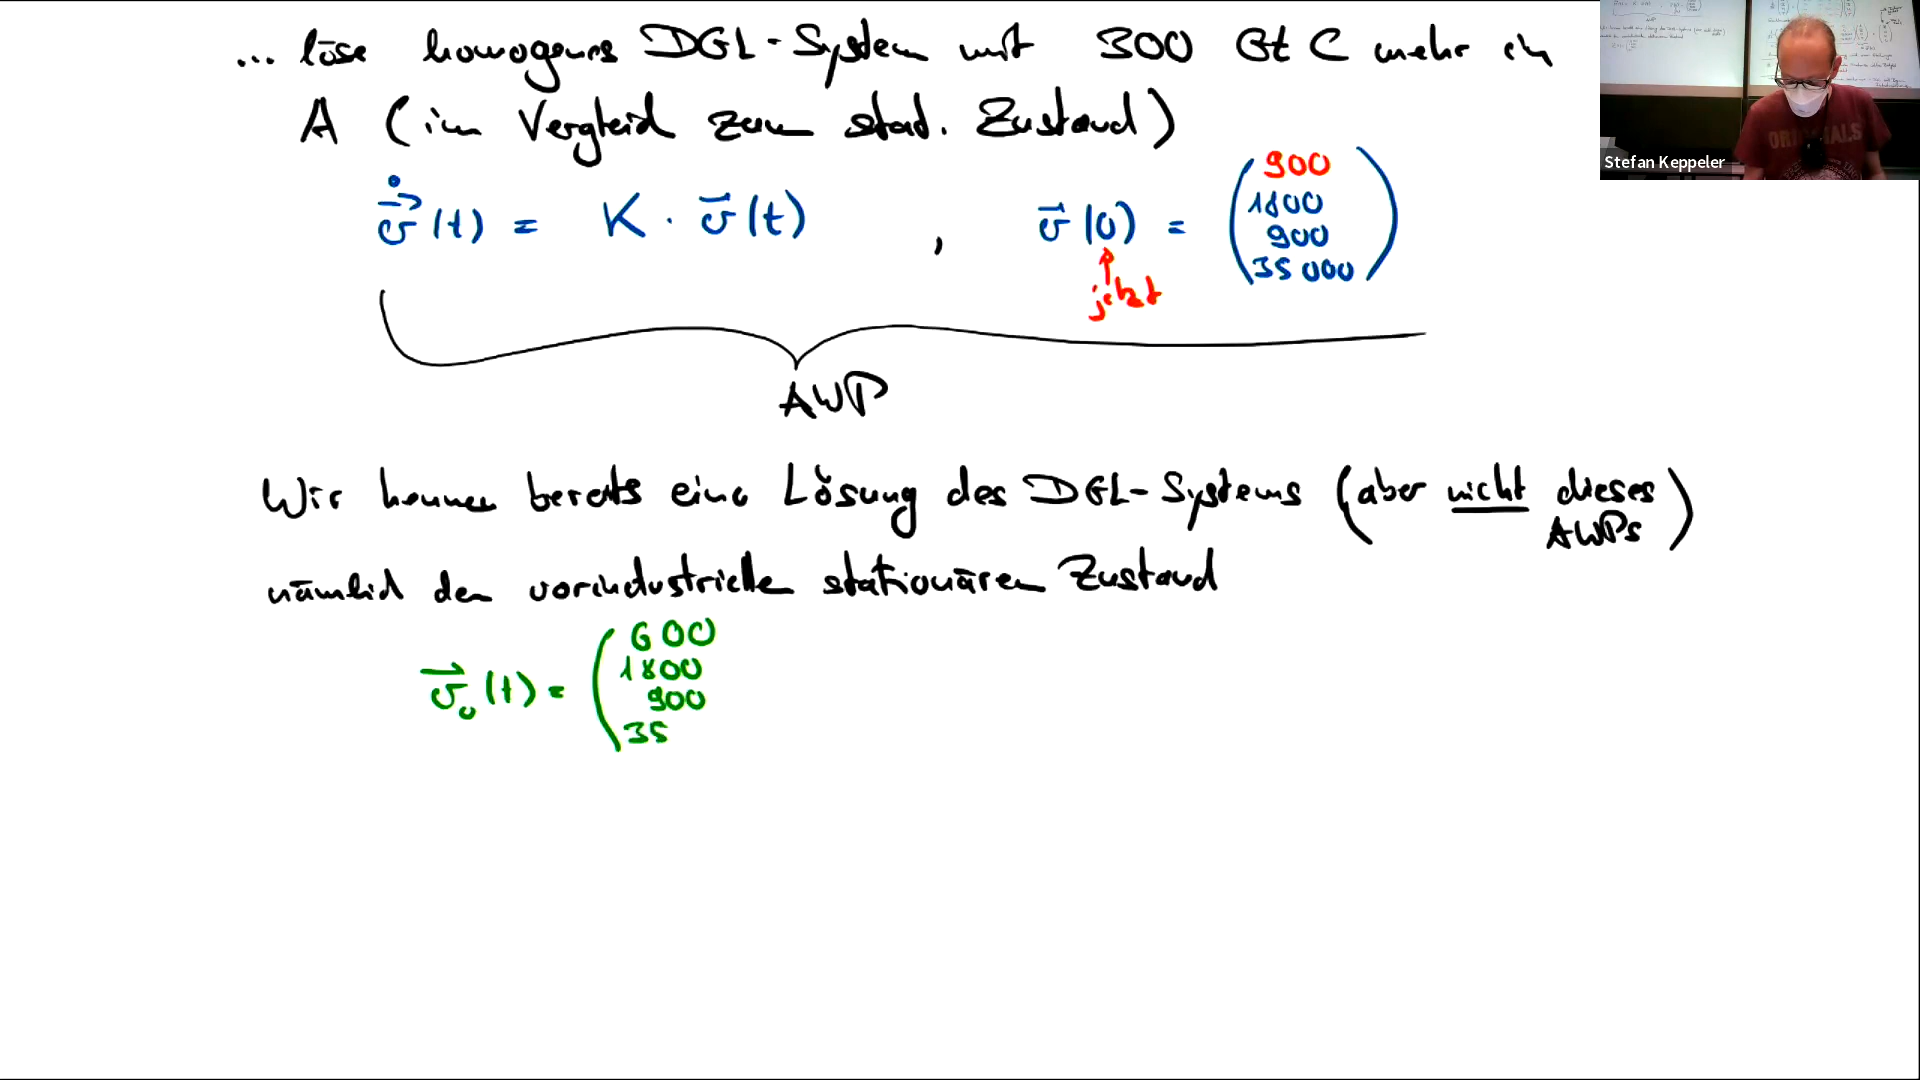 ... löse homogenes DGL-System mit 300 Gt C mehr in
A (im Vergleich zum stat. Zustand)
v⃗̇(t) = K · v⃗(t) , v⃗(0) = (900
1800
900
35 000)
jetzt
AWP
Wir kennen bereits eine Lösung des DGL-Systems (aber nicht dieses
AWPs)
nämlich den vorindustriellen stationären Zustand
v⃗₀(t) = (600
1800
900
35
Stefan Keppeler
ORIGINALS